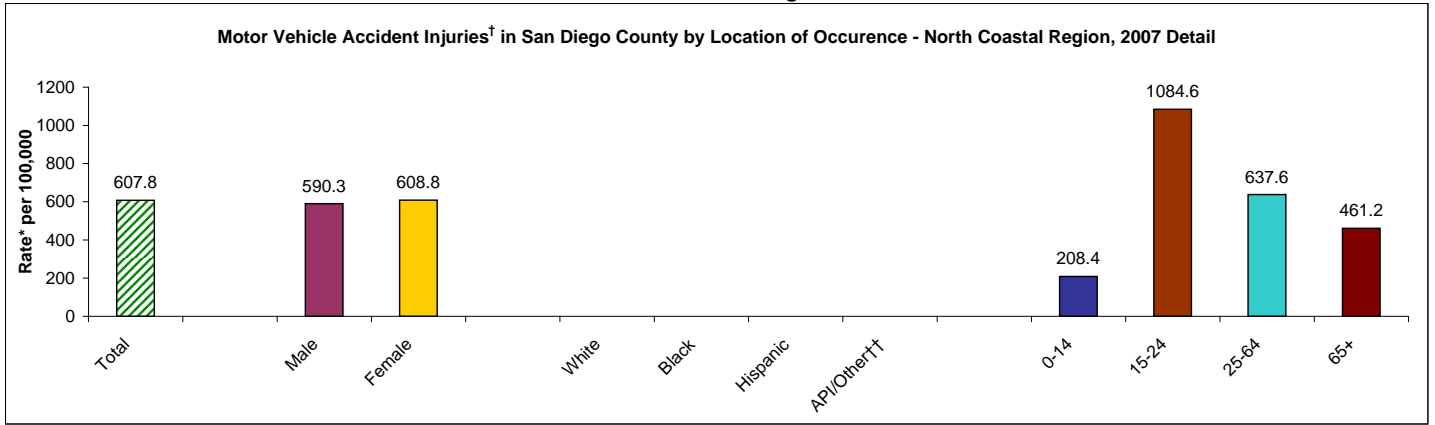 Motor Vehicle Accident Injuries† in San Diego County by Location of Occurence - North Coastal Region, 2007 Detail
Rate* per 100,000
1200
1000
800
600
400
200
0
607.8
590.3
608.8
208.4
1084.6
637.6
461.2
Total
Male
Female
White
Black
Hispanic
API/Other††
0-14
15-24
25-64
65+